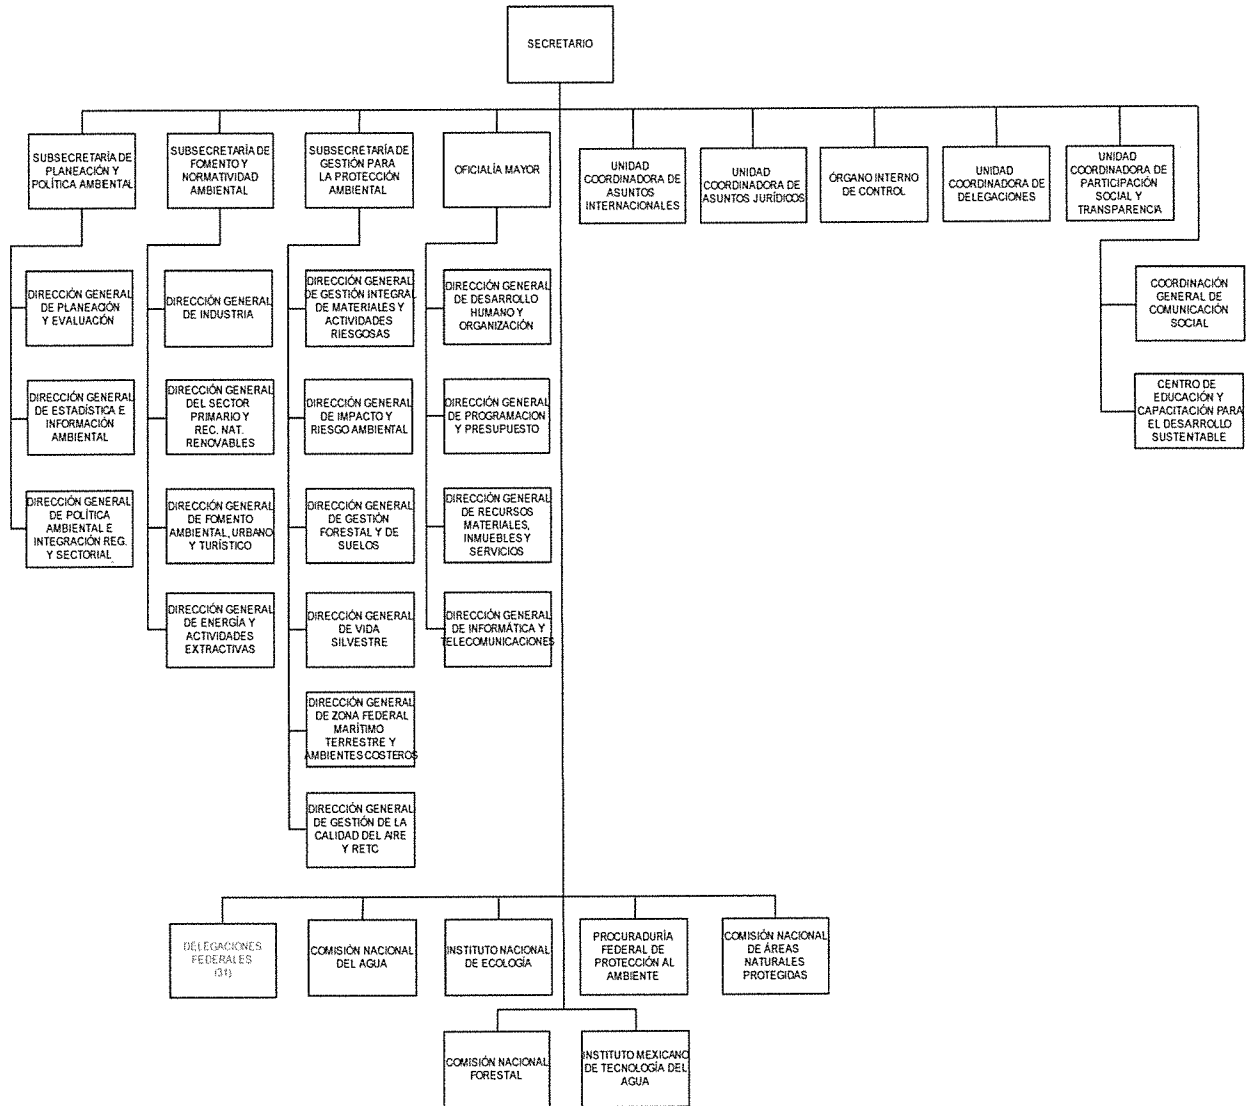 SECRETARIO
SUBSECRETARÍA DE
PLANEACIÓN Y
POLÍTICA AMBIENTAL
SUBSECRETARÍA DE
FOMENTO Y
NORMATIVIDAD
AMBIENTAL
SUBSECRETARÍA DE
GESTIÓN PARA
LA PROTECCIÓN
AMBIENTAL
OFICIALÍA MAYOR
UNIDAD
COORDINADORA DE
ASUNTOS
INTERNACIONALES
UNIDAD
COORDINADORA DE
ASUNTOS JURÍDICOS
ÓRGANO INTERNO
DE CONTROL
UNIDAD
COORDINADORA DE
DELEGACIONES
UNIDAD
COORDINADORA DE
PARTICIPACIÓN
SOCIAL Y
TRANSPARENCIA
DIRECCIÓN GENERAL
DE PLANEACIÓN
Y EVALUACIÓN
DIRECCIÓN GENERAL
DE ESTADÍSTICA E
INFORMACIÓN
AMBIENTAL
DIRECCIÓN GENERAL
DE POLÍTICA
AMBIENTAL E
INTEGRACIÓN REG.
Y SECTORIAL
DIRECCIÓN GENERAL
DE INDUSTRIA
DIRECCIÓN GENERAL
DEL SECTOR
PRIMARIO Y
REC. NAT.
RENOVABLES
DIRECCIÓN GENERAL
DE FOMENTO
AMBIENTAL, URBANO
Y TURÍSTICO
DIRECCIÓN GENERAL
DE ENERGÍA Y
ACTIVIDADES
EXTRACTIVAS
DIRECCIÓN GENERAL
DE GESTIÓN INTEGRAL
DE MATERIALES Y
ACTIVIDADES
RIESGOSAS
DIRECCIÓN GENERAL
DE IMPACTO Y
RIESGO AMBIENTAL
DIRECCIÓN GENERAL
DE GESTIÓN
FORESTAL Y DE
SUELOS
DIRECCIÓN GENERAL
DE VIDA
SILVESTRE
DIRECCIÓN GENERAL
DE ZONA FEDERAL
MARÍTIMO
TERRESTRE Y
AMBIENTES COSTEROS
DIRECCIÓN GENERAL
DE GESTIÓN DE LA
CALIDAD DEL AIRE
Y RETC
DIRECCIÓN GENERAL
DE DESARROLLO
HUMANO Y
ORGANIZACIÓN
DIRECCIÓN GENERAL
DE PROGRAMACION
Y PRESUPUESTO
DIRECCIÓN GENERAL
DE RECURSOS
MATERIALES,
INMUEBLES Y
SERVICIOS
DIRECCIÓN GENERAL
DE INFORMÁTICA Y
TELECOMUNICACIONES
COORDINACIÓN
GENERAL DE
COMUNICACIÓN
SOCIAL
CENTRO DE
EDUCACIÓN Y
CAPACITACIÓN PARA
EL DESARROLLO
SUSTENTABLE
DELEGACIONES
FEDERALES
(31)
COMISIÓN NACIONAL
DEL AGUA
INSTITUTO NACIONAL
DE ECOLOGÍA
PROCURADURÍA
FEDERAL DE
PROTECCIÓN AL
AMBIENTE
COMISIÓN NACIONAL
DE ÁREAS
NATURALES
PROTEGIDAS
COMISIÓN NACIONAL
FORESTAL
INSTITUTO MEXICANO
DE TECNOLOGÍA DEL
AGUA